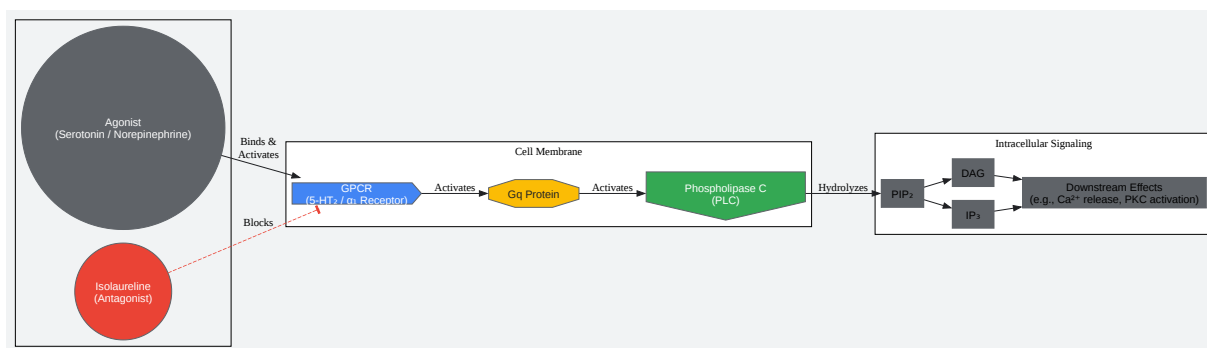 Agonist
(Serotonin / Norepinephrine)
Isolaureline
(Antagonist)
Binds &
Activates
Blocks
Cell Membrane
GPCR
(5-HT₂ / α₁ Receptor)
Activates
Gq Protein
Activates
Phospholipase C
(PLC)
Hydrolyzes
Intracellular Signaling
PIP₂
DAG
IP₃
Downstream Effects
(e.g., Ca²⁺ release, PKC activation)